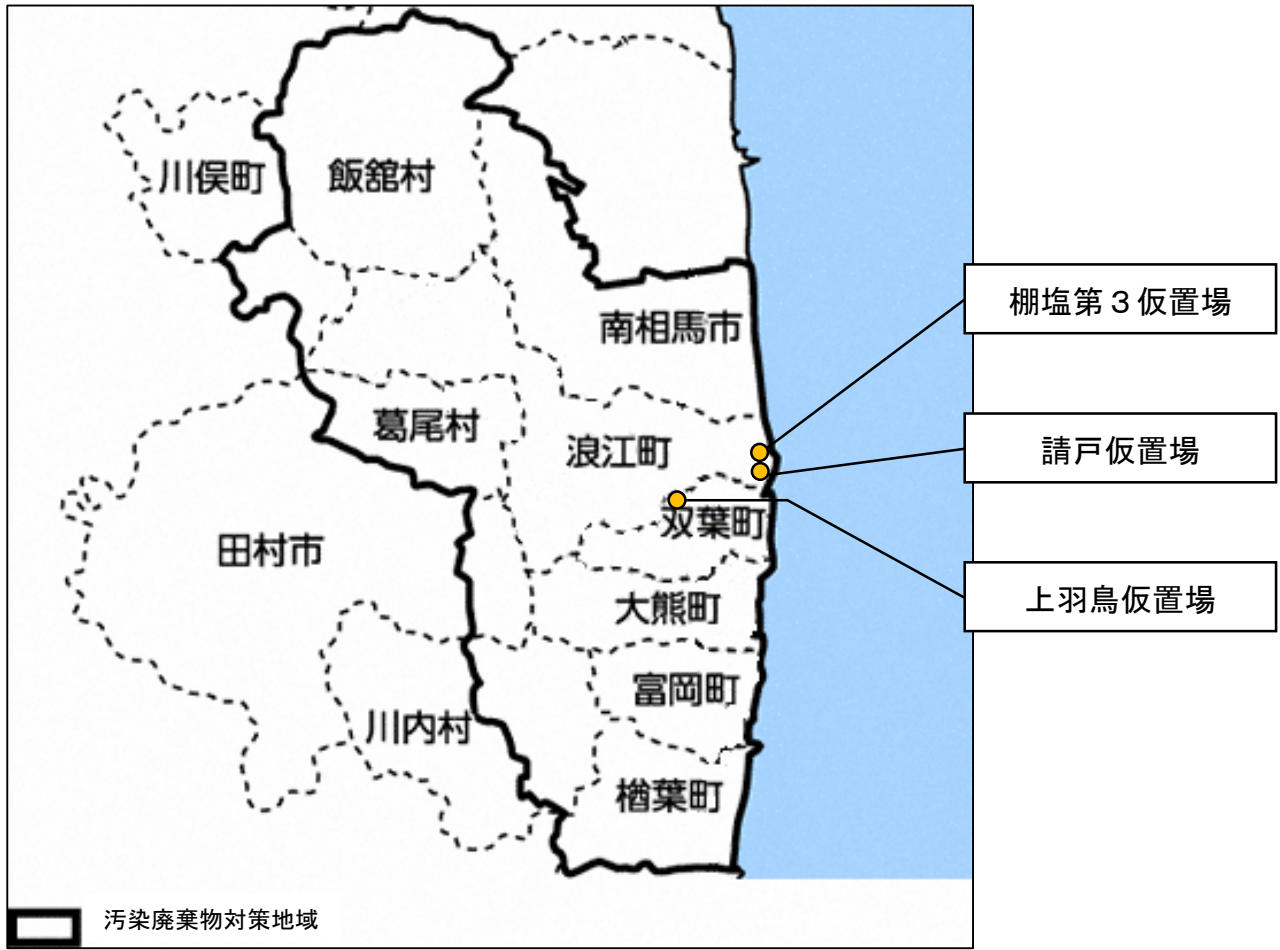 川俣町
飯舘村
南相馬市
棚塩第３仮置場
葛尾村
浪江町
請戸仮置場
双葉町
田村市
大熊町
上羽鳥仮置場
富岡町
川内村
楢葉町
汚染廃棄物対策地域